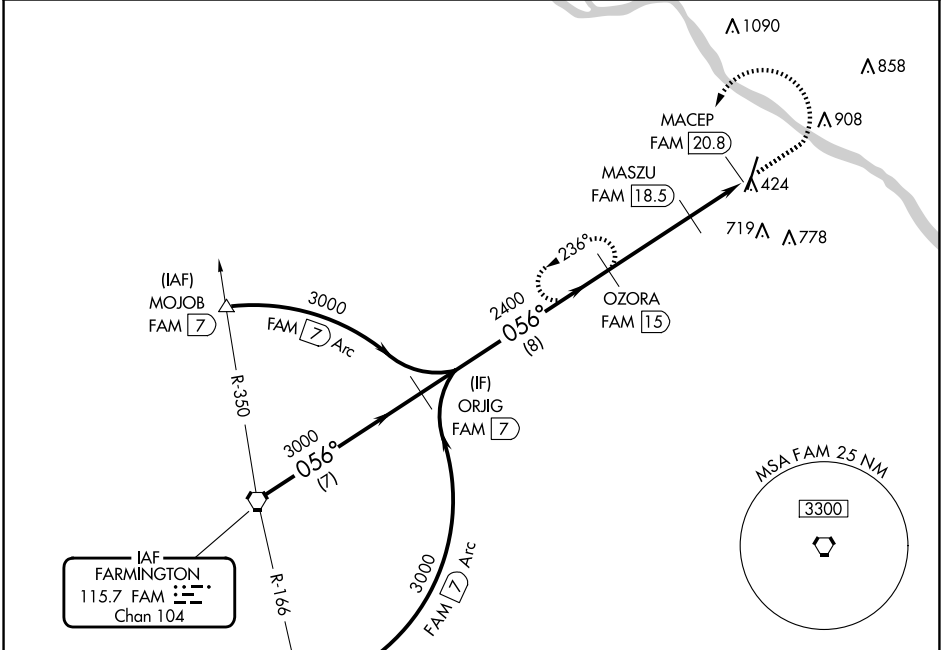 1090
858
908
MACEP
FAM 20.8
MASZU
FAM 18.5
424
719
778
236°
(IAF)
MOJOB
FAM 7
3000
FAM 7 Arc
2400
056°
(8)
OZORA
FAM 15
(IF)
ORJIG
FAM 7
R-350
3000
056°
(7)
MSA FAM 25 NM
3300
IAF
FARMINGTON
115.7 FAM
Chan 104
R-166
3000
FAM 7 Arc